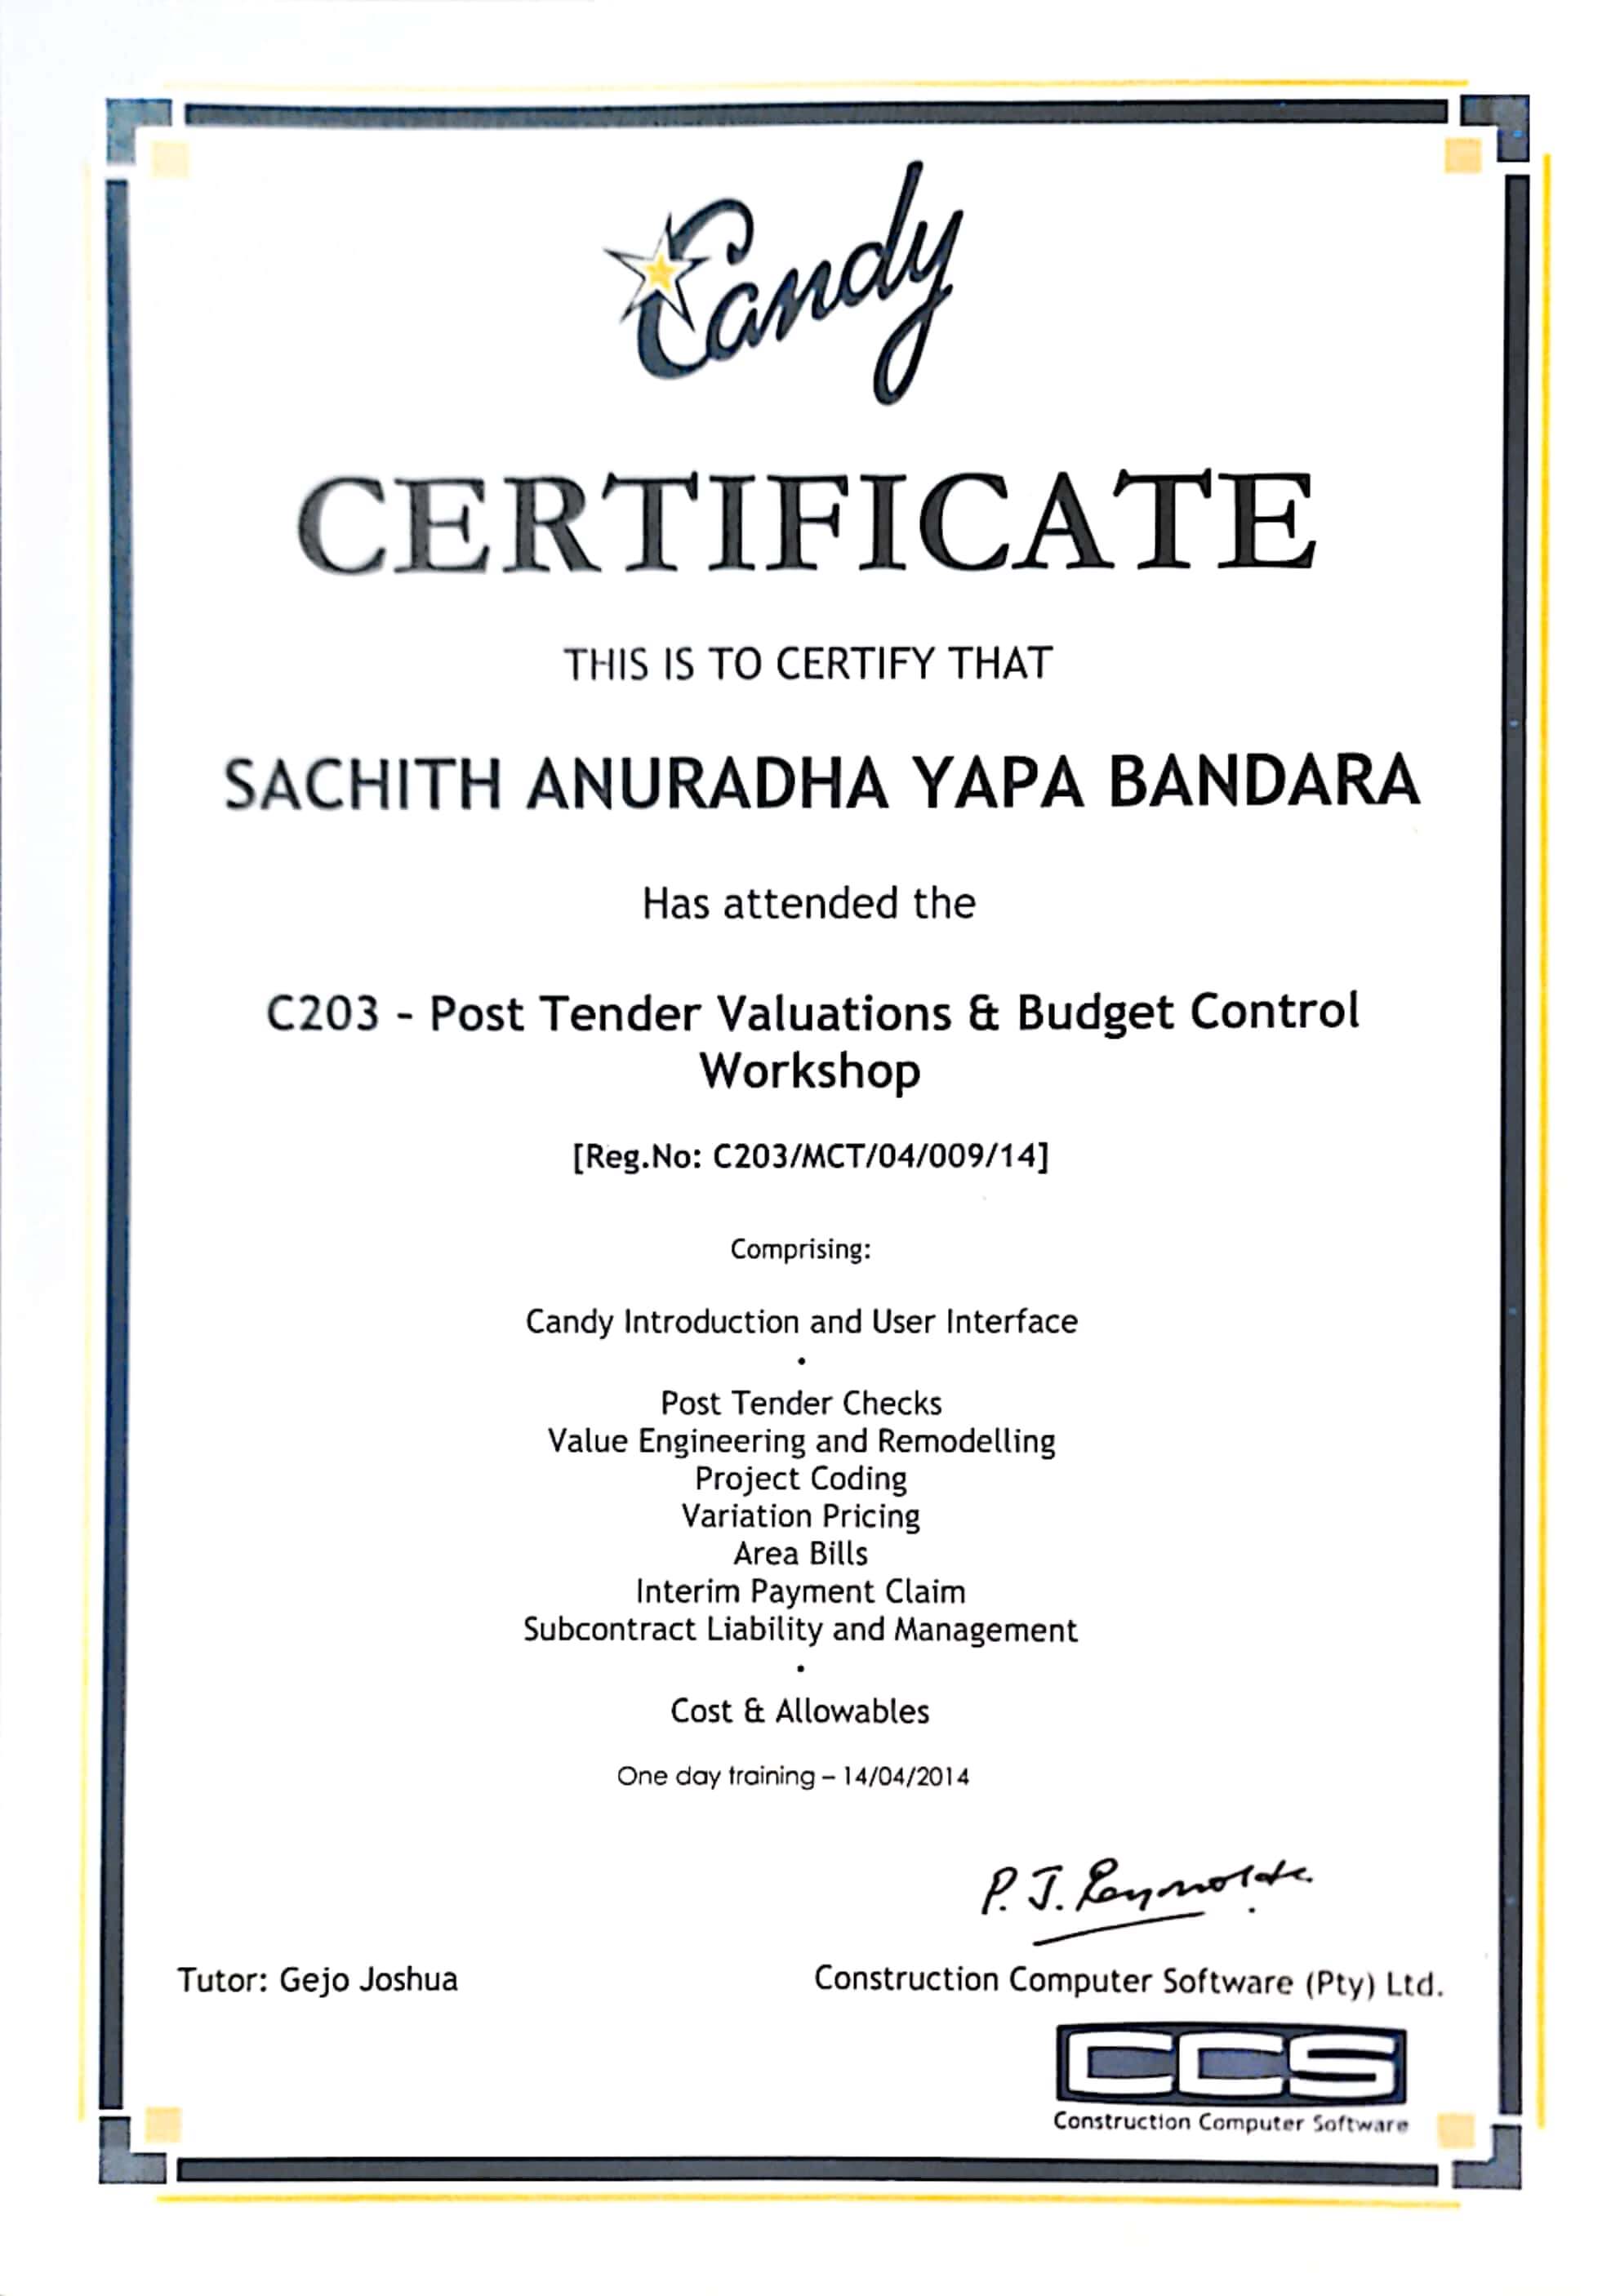 Candy
CERTIFICATE
THIS IS TO CERTIFY THAT
SACHITH ANURADHA YAPA BANDARA
Has attended the
C203 - Post Tender Valuations & Budget Control
Workshop
[Reg.No: C203/MCT/04/009/14]
Comprising:
Candy Introduction and User Interface
•
Post Tender Checks
Value Engineering and Remodelling
Project Coding
Variation Pricing
Area Bills
Interim Payment Claim
Subcontract Liability and Management
•
Cost & Allowables
One day training – 14/04/2014
P. J. Reynolds.
Tutor: Gejo Joshua
Construction Computer Software (Pty) Ltd.
CCS
Construction Computer Software